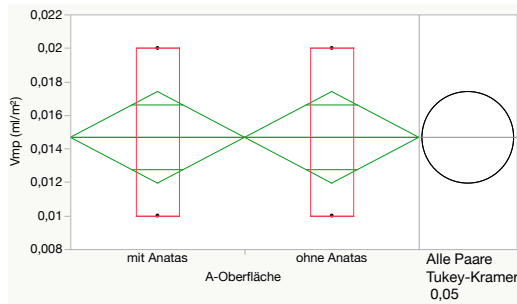 0,022
0,02
0,018
0,016
0,014
0,012
0,01
0,008
Vmp (ml/m²)
mit Anatas
ohne Anatas
A-Oberfläche
Alle Paare
Tukey-Kramer
0,05